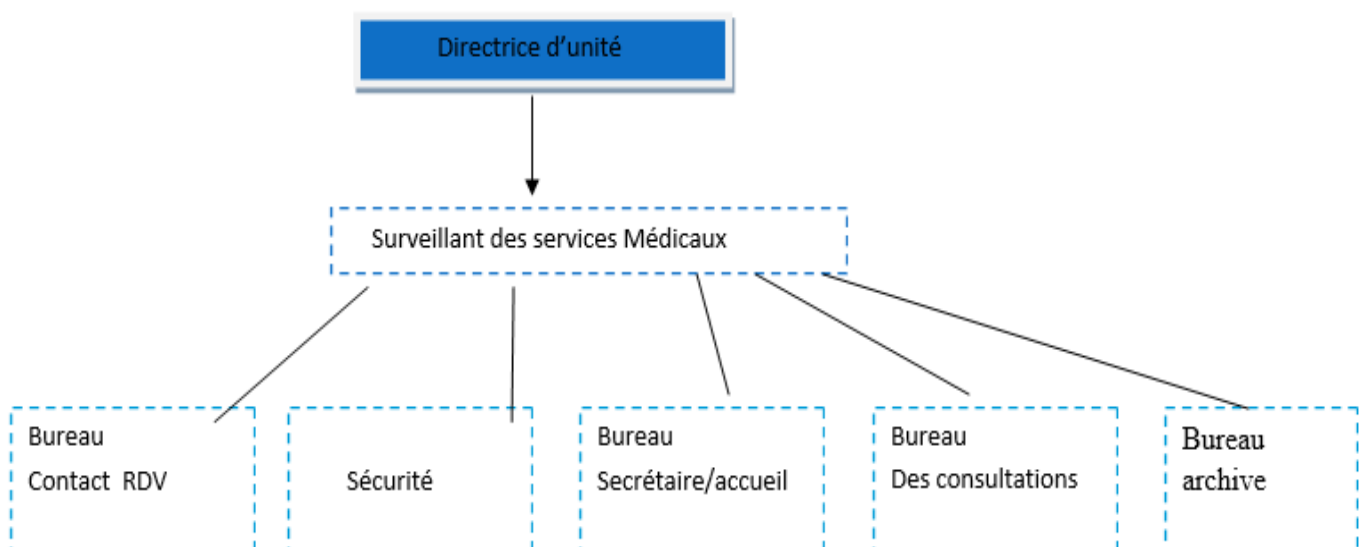 Directrice d'unité
Surveillant des services Médicaux
Bureau
Contact RDV
Sécurité
Bureau
Secrétaire/accueil
Bureau
Des consultations
Bureau
archive